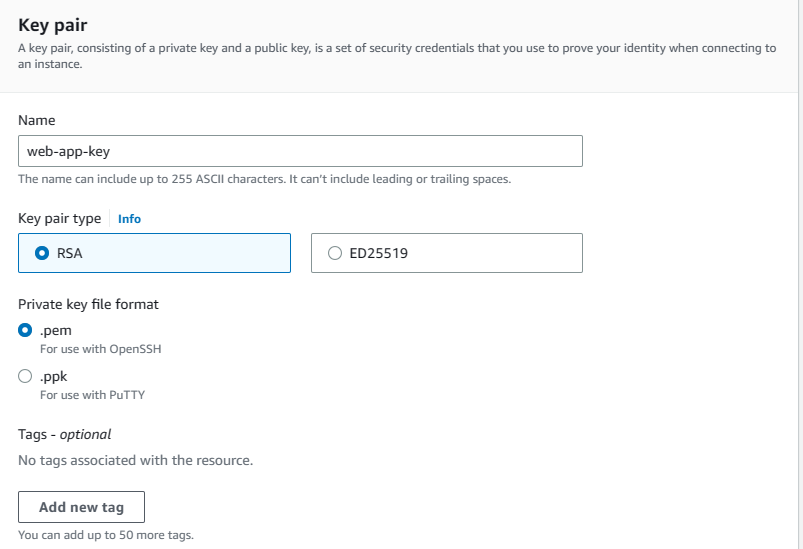 Key pair
A key pair, consisting of a private key and a public key, is a set of security credentials that you use to prove your identity when connecting to
an instance.
Name
web-app-key
The name can include up to 255 ASCII characters. It can't include leading or trailing spaces.
Key pair type Info
RSA ED25519
Private key file format
.pem
For use with OpenSSH
.ppk
For use with PuTTY
Tags - optional
No tags associated with the resource.
Add new tag
You can add up to 50 more tags.